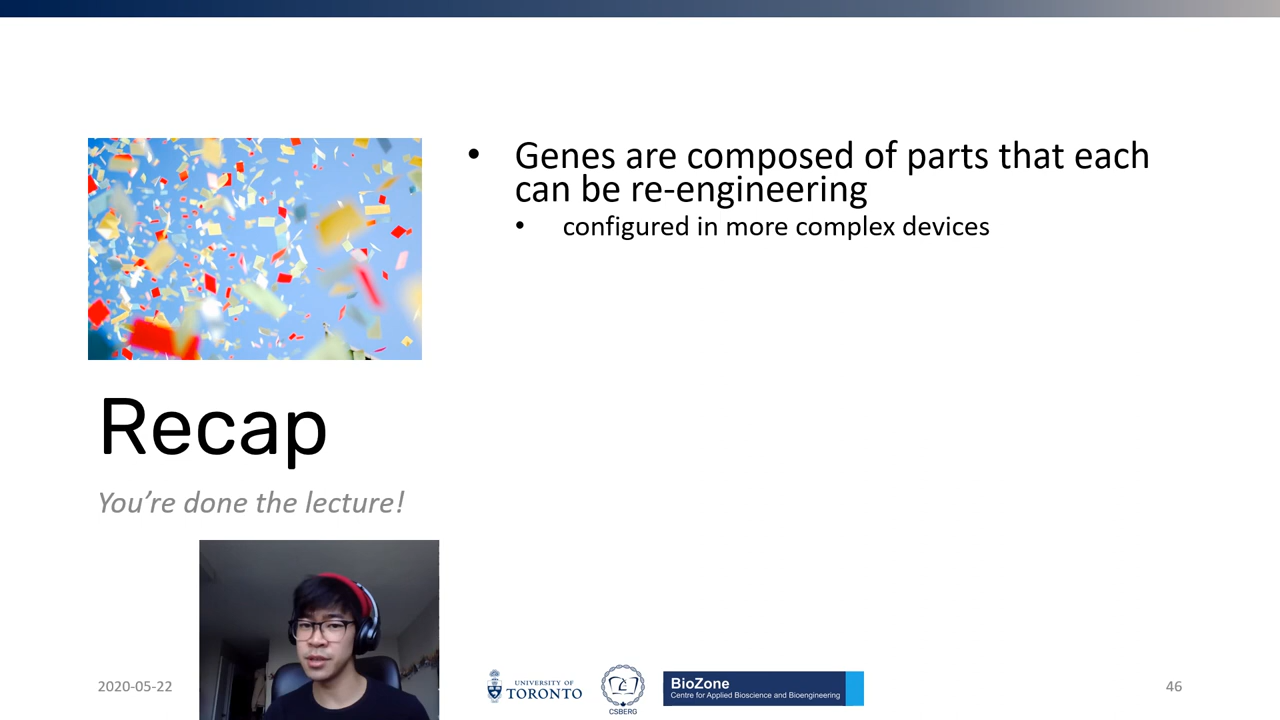 • Genes are composed of parts that each
can be re-engineering
• configured in more complex devices
Recap
You're done the lecture!
2020-05-22
UNIVERSITY OF
TORONTO
CSBERG
BioZone
Centre for Applied Bioscience and Bioengineering
46